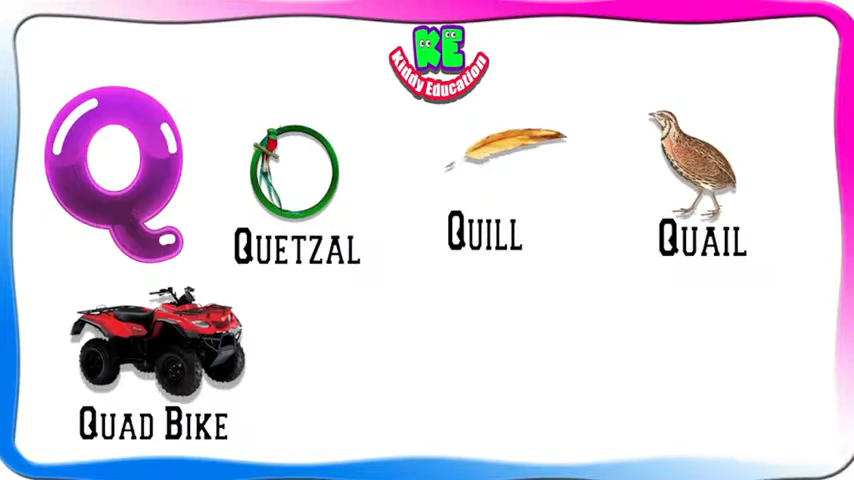 KE
Kiddy Education
Q
QUETZAL
QUILL
QUAIL
QUAD BIKE